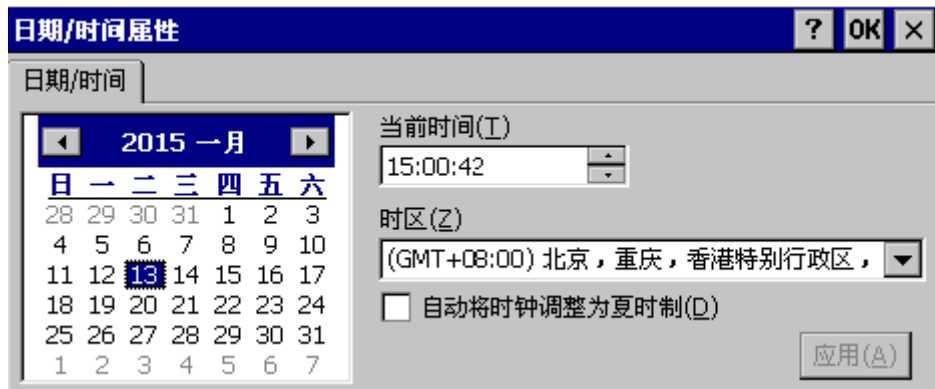 日期/时间属性 ? OK ×
日期/时间
2015 一月
日 一 二 三 四 五 六
28 29 30 31 1 2 3
4 5 6 7 8 9 10
11 12 13 14 15 16 17
18 19 20 21 22 23 24
25 26 27 28 29 30 31
1 2 3 4 5 6 7
当前时间(T)
15:00:42
时区(Z)
(GMT+08:00) 北京，重庆，香港特别行政区，
自动将时钟调整为夏时制(D)
应用(A)